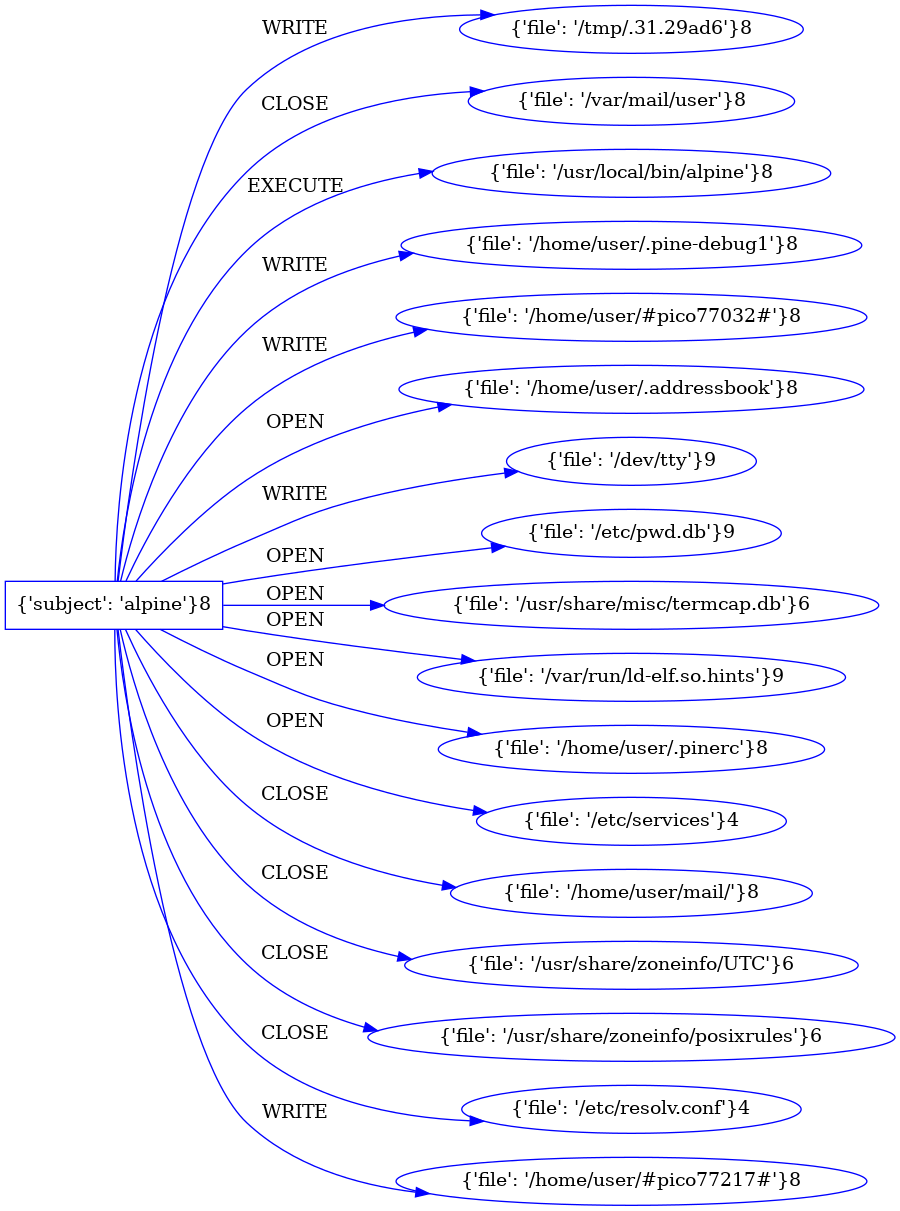 WRITE
{'file': '/tmp/.31.29ad6'}8
CLOSE
{'file': '/var/mail/user'}8
EXECUTE
{'file': '/usr/local/bin/alpine'}8
WRITE
{'file': '/home/user/.pine-debug1'}8
WRITE
{'file': '/home/user/#pico77032#'}8
OPEN
{'file': '/home/user/.addressbook'}8
WRITE
{'file': '/dev/tty'}9
OPEN
{'file': '/etc/pwd.db'}9
{'subject': 'alpine'}8
OPEN
{'file': '/usr/share/misc/termcap.db'}6
OPEN
{'file': '/var/run/ld-elf.so.hints'}9
OPEN
{'file': '/home/user/.pinerc'}8
OPEN
{'file': '/etc/services'}4
CLOSE
{'file': '/home/user/mail/'}8
CLOSE
{'file': '/usr/share/zoneinfo/UTC'}6
CLOSE
{'file': '/usr/share/zoneinfo/posixrules'}6
CLOSE
{'file': '/etc/resolv.conf'}4
WRITE
{'file': '/home/user/#pico77217#'}8